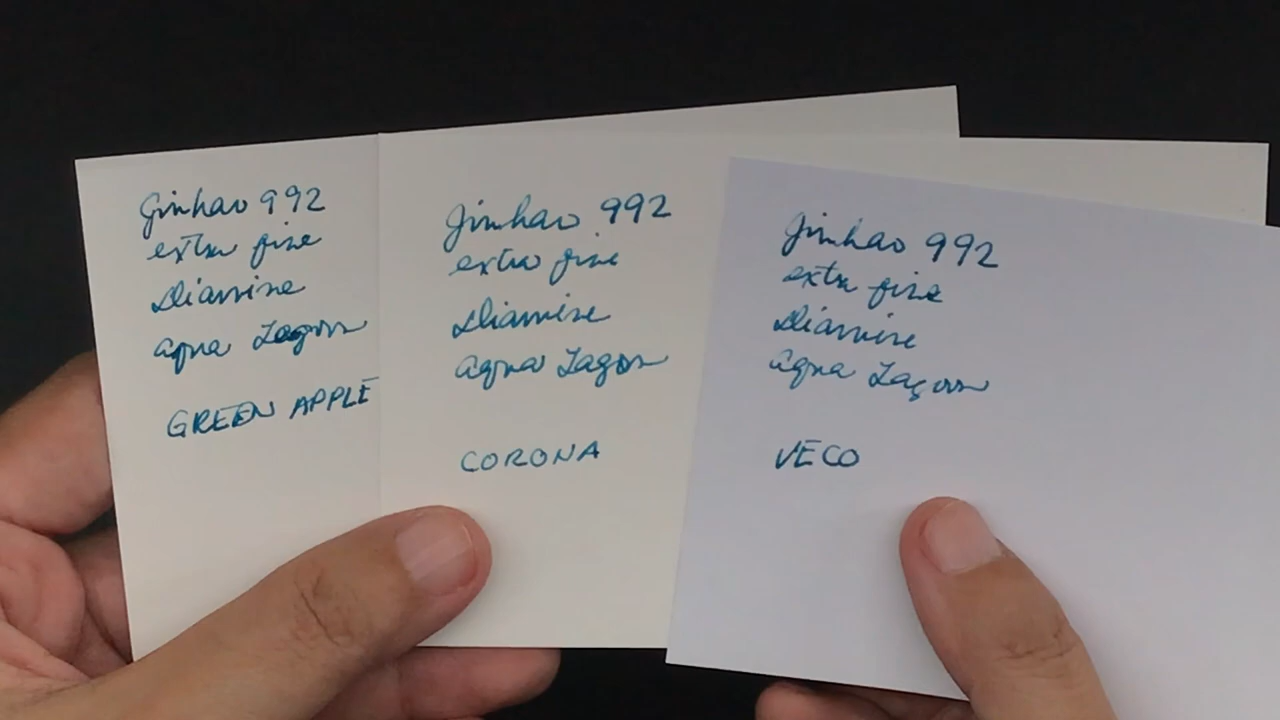 Jinhao 992
extra fine
Diamine
aqua Lagoon
GREEN APPLE
Jinhao 992
extra fine
Diamine
aqua Lagoon
CORONA
Jinhao 992
extra fine
Diamine
aqua Lagoon
VECO